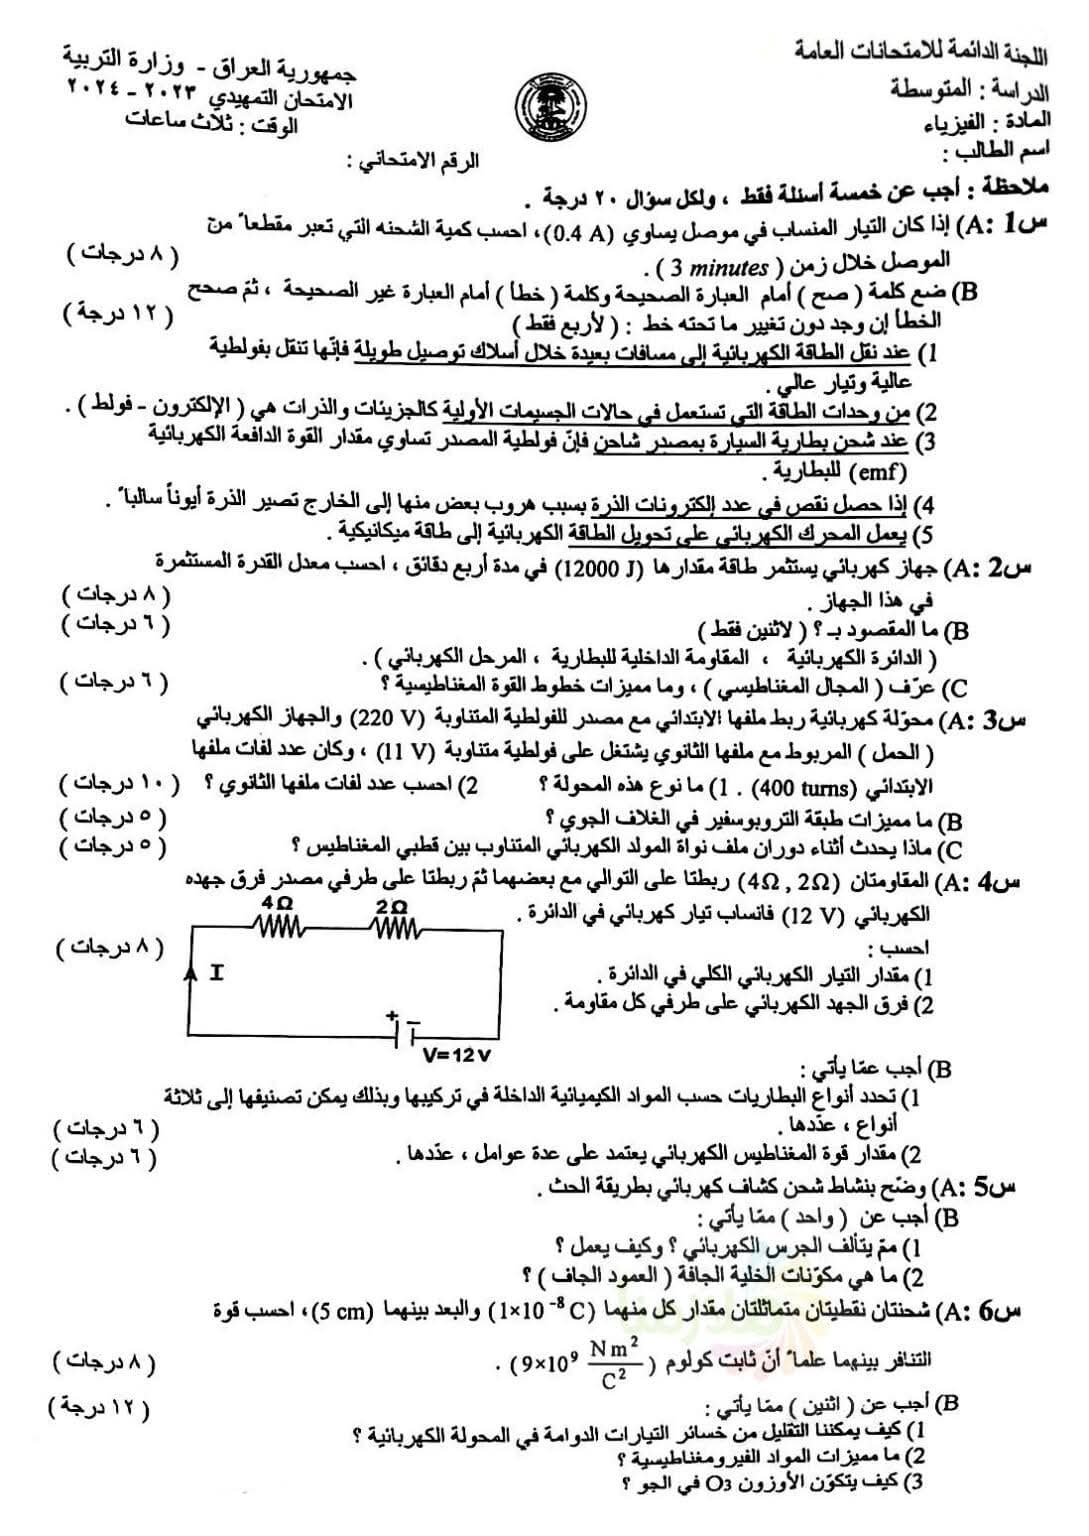 اللجنة الدائمة للامتحانات العامة
الدراسة : المتوسطة
المادة : الفيزياء
اسم الطالب :
جمهورية العراق - وزارة التربية
الامتحان التمهيدي ٢٠٢٣ - ٢٠٢٤
الوقت : ثلاث ساعات
الرقم الامتحاني :
ملاحظة : أجب عن خمسة أسئلة فقط ، ولكل سؤال ٢٠ درجة .
س1 :A) إذا كان التيار المنساب في موصل يساوي (0.4 A)، احسب كمية الشحنه التي تعبر مقطعاً من
الموصل خلال زمن ( 3 minutes ) . ( ٨ درجات )
B) ضع كلمة ( صح ) أمام العبارة الصحيحة وكلمة ( خطأ ) أمام العبارة غير الصحيحة ، ثمّ صحح
الخطأ إن وجد دون تغيير ما تحته خط : ( لأربع فقط ) ( ١٢ درجة )
1) عند نقل الطاقة الكهربائية إلى مسافات بعيدة خلال أسلاك توصيل طويلة فإنّها تنقل بفولطية
عالية وتيار عالي .
2) من وحدات الطاقة التي تستعمل في حالات الجسيمات الأولية كالجزيئات والذرات هي ( الإلكترون - فولط ) .
3) عند شحن بطارية السيارة بمصدر شاحن فإنّ فولطية المصدر تساوي مقدار القوة الدافعة الكهربائية
(emf) للبطارية .
4) إذا حصل نقص في عدد إلكترونات الذرة بسبب هروب بعض منها إلى الخارج تصير الذرة أيوناً سالباً .
5) يعمل المحرك الكهربائي على تحويل الطاقة الكهربائية إلى طاقة ميكانيكية .
س2 :A) جهاز كهربائي يستثمر طاقة مقدارها (12000 J) في مدة أربع دقائق ، احسب معدل القدرة المستثمرة
في هذا الجهاز . ( ٨ درجات )
B) ما المقصود بـ ؟ ( لاثنين فقط ) ( ٦ درجات )
( الدائرة الكهربائية ، المقاومة الداخلية للبطارية ، المرحل الكهربائي ) .
C) عرّف ( المجال المغناطيسي ) ، وما مميزات خطوط القوة المغناطيسية ؟ ( ٦ درجات )
س3 :A) محوّلة كهربائية ربط ملفها الابتدائي مع مصدر للفولطية المتناوبة (220 V) والجهاز الكهربائي
( الحمل ) المربوط مع ملفها الثانوي يشتغل على فولطية متناوبة (11 V) ، وكان عدد لفات ملفها
الابتدائي (400 turns) . 1) ما نوع هذه المحولة ؟ 2) احسب عدد لفات ملفها الثانوي ؟ ( ١٠ درجات )
B) ما مميزات طبقة التروبوسفير في الغلاف الجوي ؟ ( ٥ درجات )
C) ماذا يحدث أثناء دوران ملف نواة المولد الكهربائي المتناوب بين قطبي المغناطيس ؟ ( ٥ درجات )
س4 :A) المقاومتان (4Ω , 2Ω) ربطتا على التوالي مع بعضهما ثمّ ربطتا على طرفي مصدر فرق جهده
الكهربائي (12 V) فانساب تيار كهربائي في الدائرة .
احسب : ( ٨ درجات )
1) مقدار التيار الكهربائي الكلي في الدائرة .
2) فرق الجهد الكهربائي على طرفي كل مقاومة .
4Ω 2Ω
I
+ −
V=12v
B) أجب عمّا يأتي :
1) تحدد أنواع البطاريات حسب المواد الكيميائية الداخلة في تركيبها وبذلك يمكن تصنيفها إلى ثلاثة
أنواع ، عدّدها . ( ٦ درجات )
2) مقدار قوة المغناطيس الكهربائي يعتمد على عدة عوامل ، عدّدها . ( ٦ درجات )
س5 :A) وضّح بنشاط شحن كشاف كهربائي بطريقة الحث .
B) أجب عن ( واحد ) ممّا يأتي :
1) ممّ يتألف الجرس الكهربائي ؟ وكيف يعمل ؟
2) ما هي مكوّنات الخلية الجافة ( العمود الجاف ) ؟
س6 :A) شحنتان نقطيتان متماثلتان مقدار كل منهما (1×10⁻⁸ C) والبعد بينهما (5 cm)، احسب قوة
التنافر بينهما علماً أنّ ثابت كولوم ( 9×10⁹ Nm²/C² ) . ( ٨ درجات )
B) أجب عن ( اثنين ) ممّا يأتي : ( ١٢ درجة )
1) كيف يمكننا التقليل من خسائر التيارات الدوامة في المحولة الكهربائية ؟
2) ما مميزات المواد الفيرومغناطيسية ؟
3) كيف يتكوّن الأوزون O₃ في الجو ؟